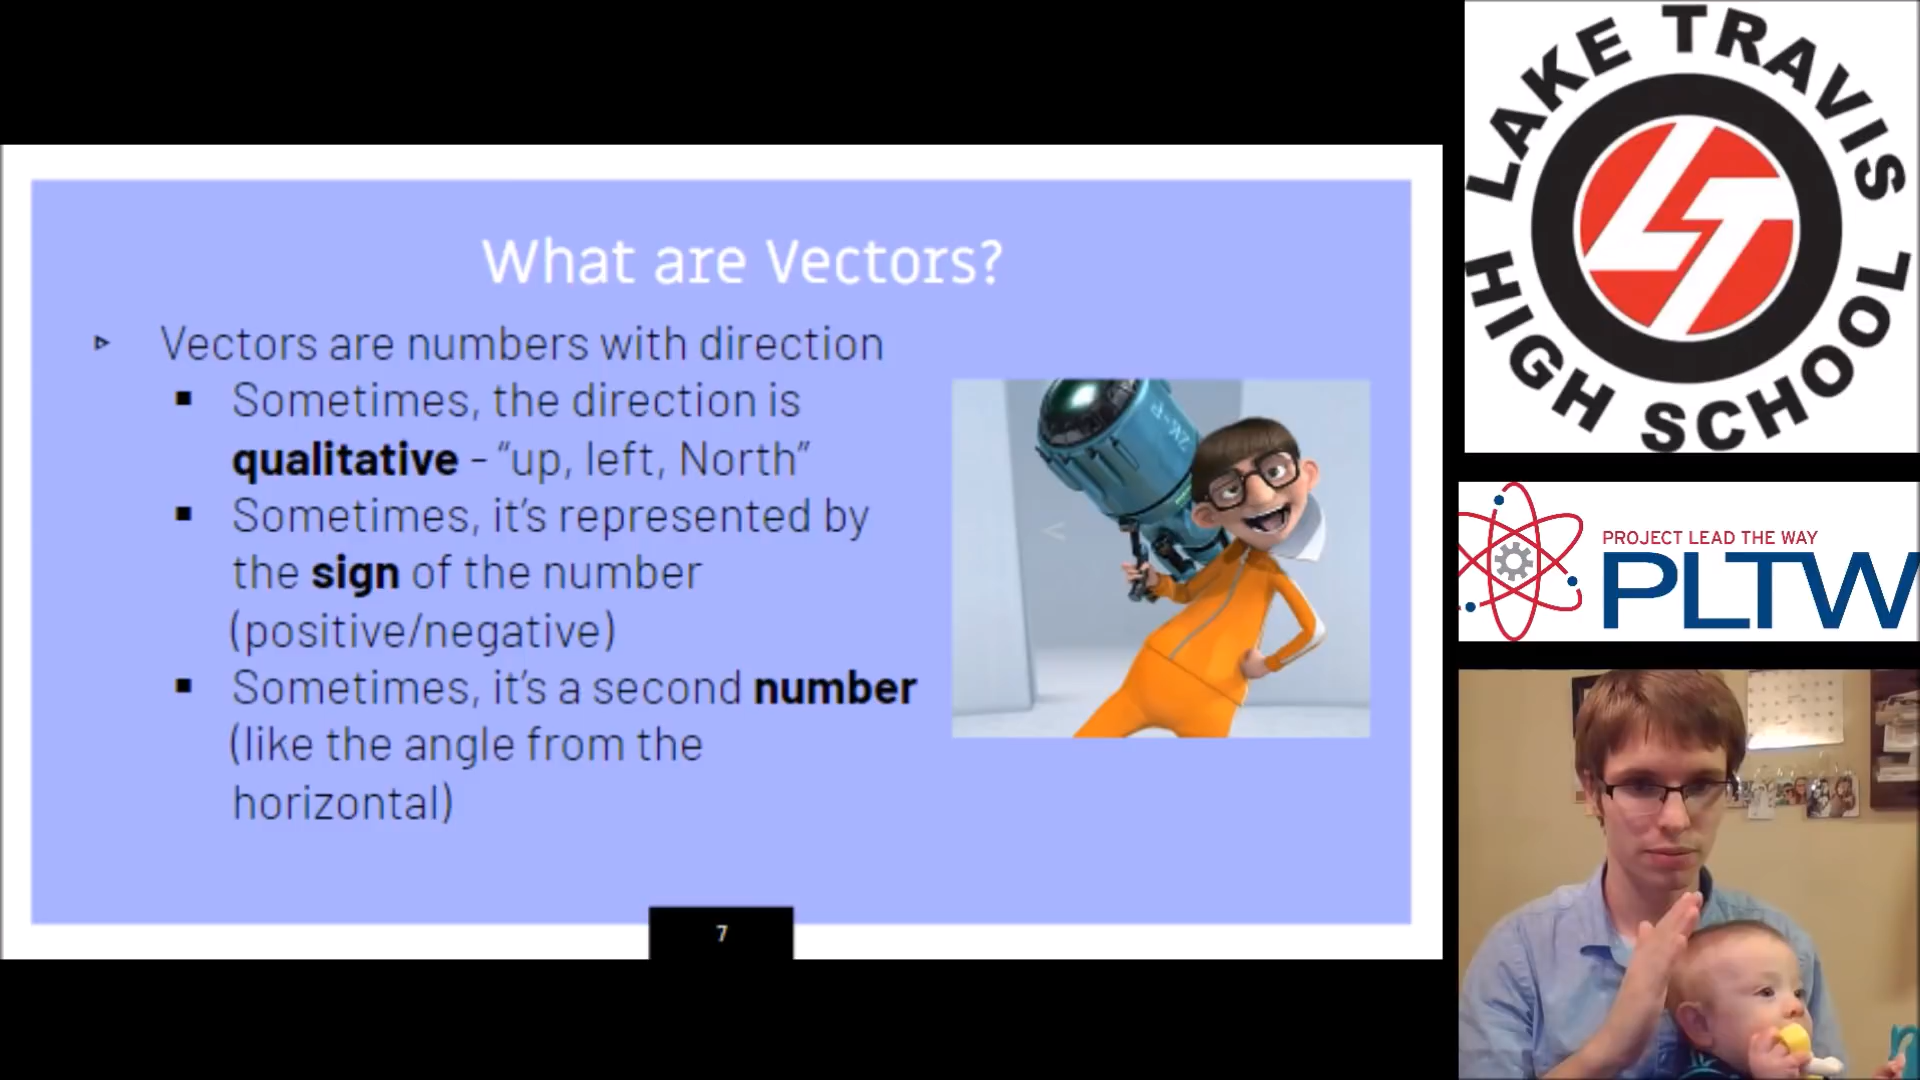 What are Vectors?
Vectors are numbers with direction
Sometimes, the direction is
qualitative - “up, left, North”
Sometimes, it’s represented by
the sign of the number
(positive/negative)
Sometimes, it’s a second number
(like the angle from the
horizontal)
7
LAKE TRAVIS
HIGH SCHOOL
LT
PROJECT LEAD THE WAY
PLTW